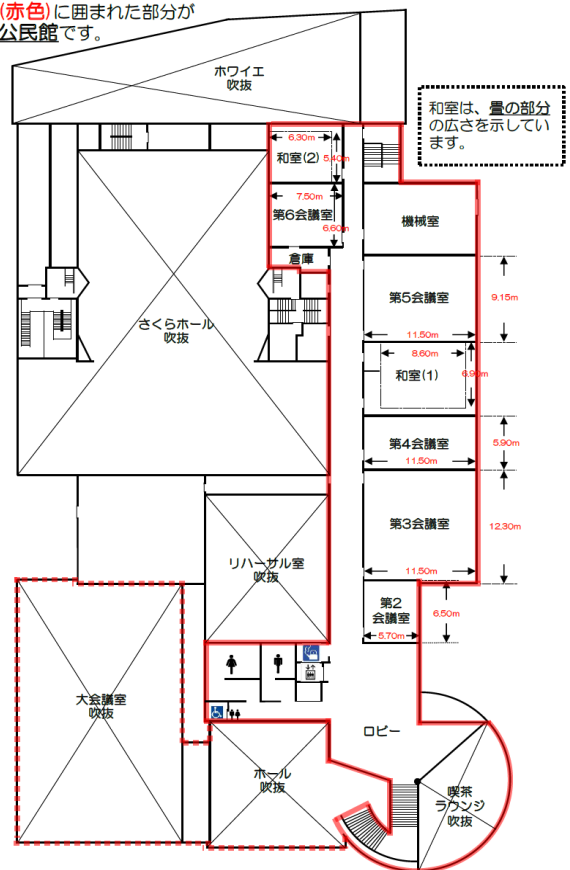 (赤色)に囲まれた部分が
公民館です。
ホワイエ
吹抜
和室は、畳の部分
の広さを示してい
ます。
6.30m
和室(2)
5.40m
7.50m
第6会議室
6.60m
倉庫
機械室
第5会議室
9.15m
11.50m
さくらホール
吹抜
8.60m
和室(1)
6.90m
第4会議室
5.90m
11.50m
第3会議室
12.30m
11.50m
リハーサル室
吹抜
第2
会議室
6.50m
5.70m
大会議室
吹抜
ロビー
ホール
吹抜
喫茶
ラウンジ
吹抜